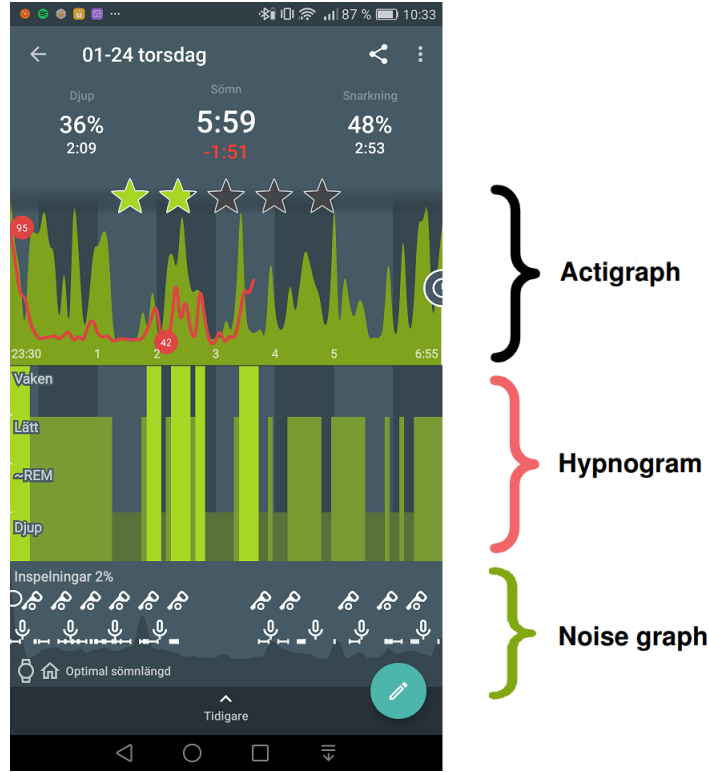 87 % 10:33
01-24 torsdag
Djup Sömn Snarkning
36% 5:59 48%
2:09 -1:51 2:53
95
Actigraph
42
23:30 1 2 3 4 5 6:55
Vaken
Lätt
~REM
Djup
Hypnogram
Inspelningar 2%
Noise graph
Optimal sömnlängd
Tidigare